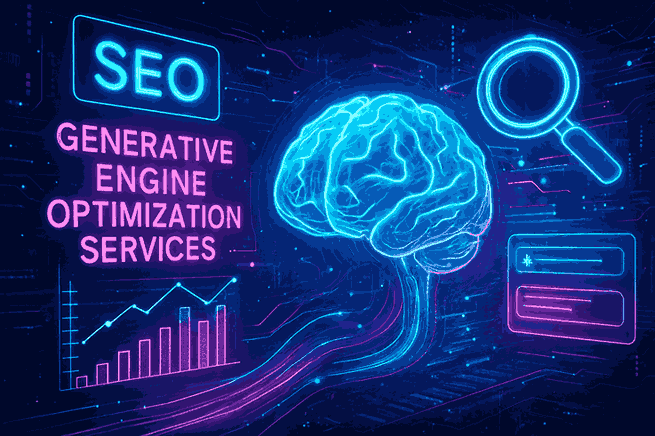 SEO
GENERATIVE
ENGINE
OPTIMIZATION
SERVICES